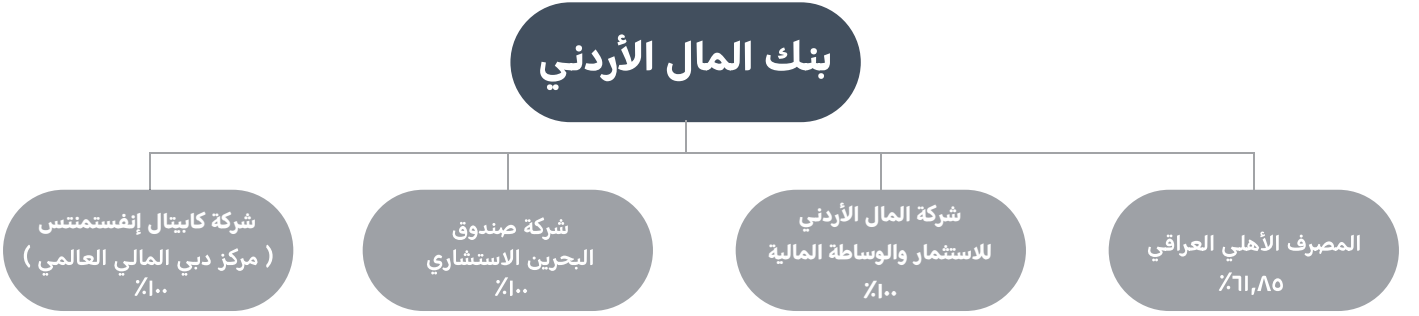 بنك المال الأردني
المصرف الأهلي العراقي
٦١,٨٥٪
شركة المال الأردني
للاستثمار والوساطة المالية
١٠٠٪
شركة صندوق
البحرين الاستشاري
١٠٠٪
شركة كابيتال إنفستمنتس
( مركز دبي المالي العالمي )
١٠٠٪